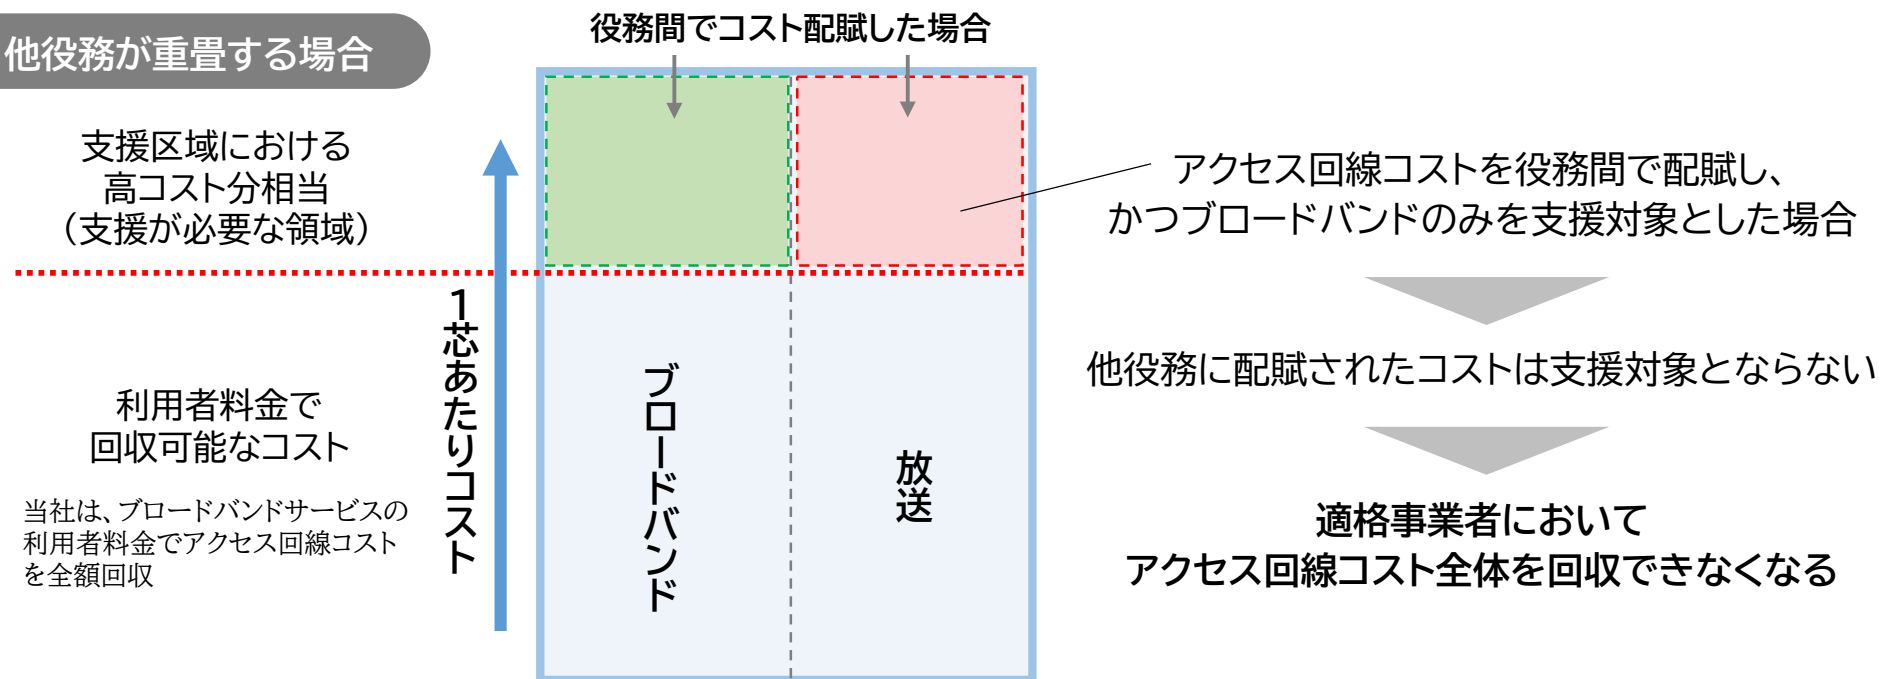 他役務が重畳する場合
役務間でコスト配賦した場合
支援区域における
高コスト分相当
（支援が必要な領域）
利用者料金で
回収可能なコスト
当社は、ブロードバンドサービスの
利用者料金でアクセス回線コスト
を全額回収
１芯あたりコスト
ブロードバンド
放送
アクセス回線コストを役務間で配賦し、
かつブロードバンドのみを支援対象とした場合
他役務に配賦されたコストは支援対象とならない
適格事業者において
アクセス回線コスト全体を回収できなくなる